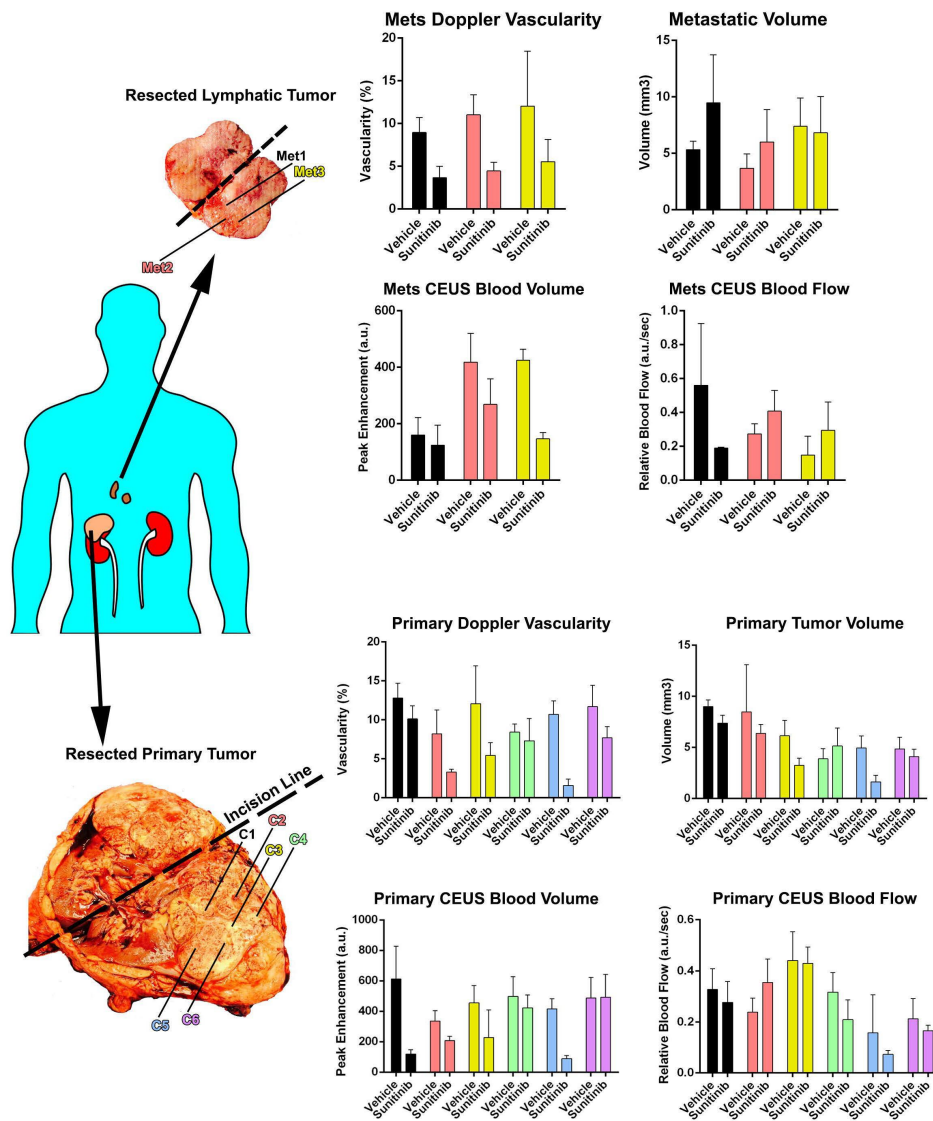 Resected Lymphatic Tumor
Met1
Met3
Met2
Mets Doppler Vascularity
Vascularity (%)
20
15
10
5
0
Vehicle
Sunitinib
Vehicle
Sunitinib
Vehicle
Sunitinib
Metastatic Volume
Volume (mm3)
15
10
5
0
Vehicle
Sunitinib
Vehicle
Sunitinib
Vehicle
Sunitinib
Mets CEUS Blood Volume
Peak Enhancement (a.u.)
600
400
200
0
Vehicle
Sunitinib
Vehicle
Sunitinib
Vehicle
Sunitinib
Mets CEUS Blood Flow
Relative Blood Flow (a.u./sec)
1.0
0.8
0.6
0.4
0.2
0.0
Vehicle
Sunitinib
Vehicle
Sunitinib
Vehicle
Sunitinib
Resected Primary Tumor
Incision Line
C1
C2
C3
C4
C5
C6
Primary Doppler Vascularity
Vascularity (%)
20
15
10
5
0
Vehicle
Sunitinib
Vehicle
Sunitinib
Vehicle
Sunitinib
Vehicle
Sunitinib
Vehicle
Sunitinib
Vehicle
Sunitinib
Primary Tumor Volume
Volume (mm3)
15
10
5
0
Vehicle
Sunitinib
Vehicle
Sunitinib
Vehicle
Sunitinib
Vehicle
Sunitinib
Vehicle
Sunitinib
Vehicle
Sunitinib
Primary CEUS Blood Volume
Peak Enhancement (a.u.)
1000
800
600
400
200
0
Vehicle
Sunitinib
Vehicle
Sunitinib
Vehicle
Sunitinib
Vehicle
Sunitinib
Vehicle
Sunitinib
Vehicle
Sunitinib
Primary CEUS Blood Flow
Relative Blood Flow (a.u./sec)
0.6
0.4
0.2
0.0
Vehicle
Sunitinib
Vehicle
Sunitinib
Vehicle
Sunitinib
Vehicle
Sunitinib
Vehicle
Sunitinib
Vehicle
Sunitinib